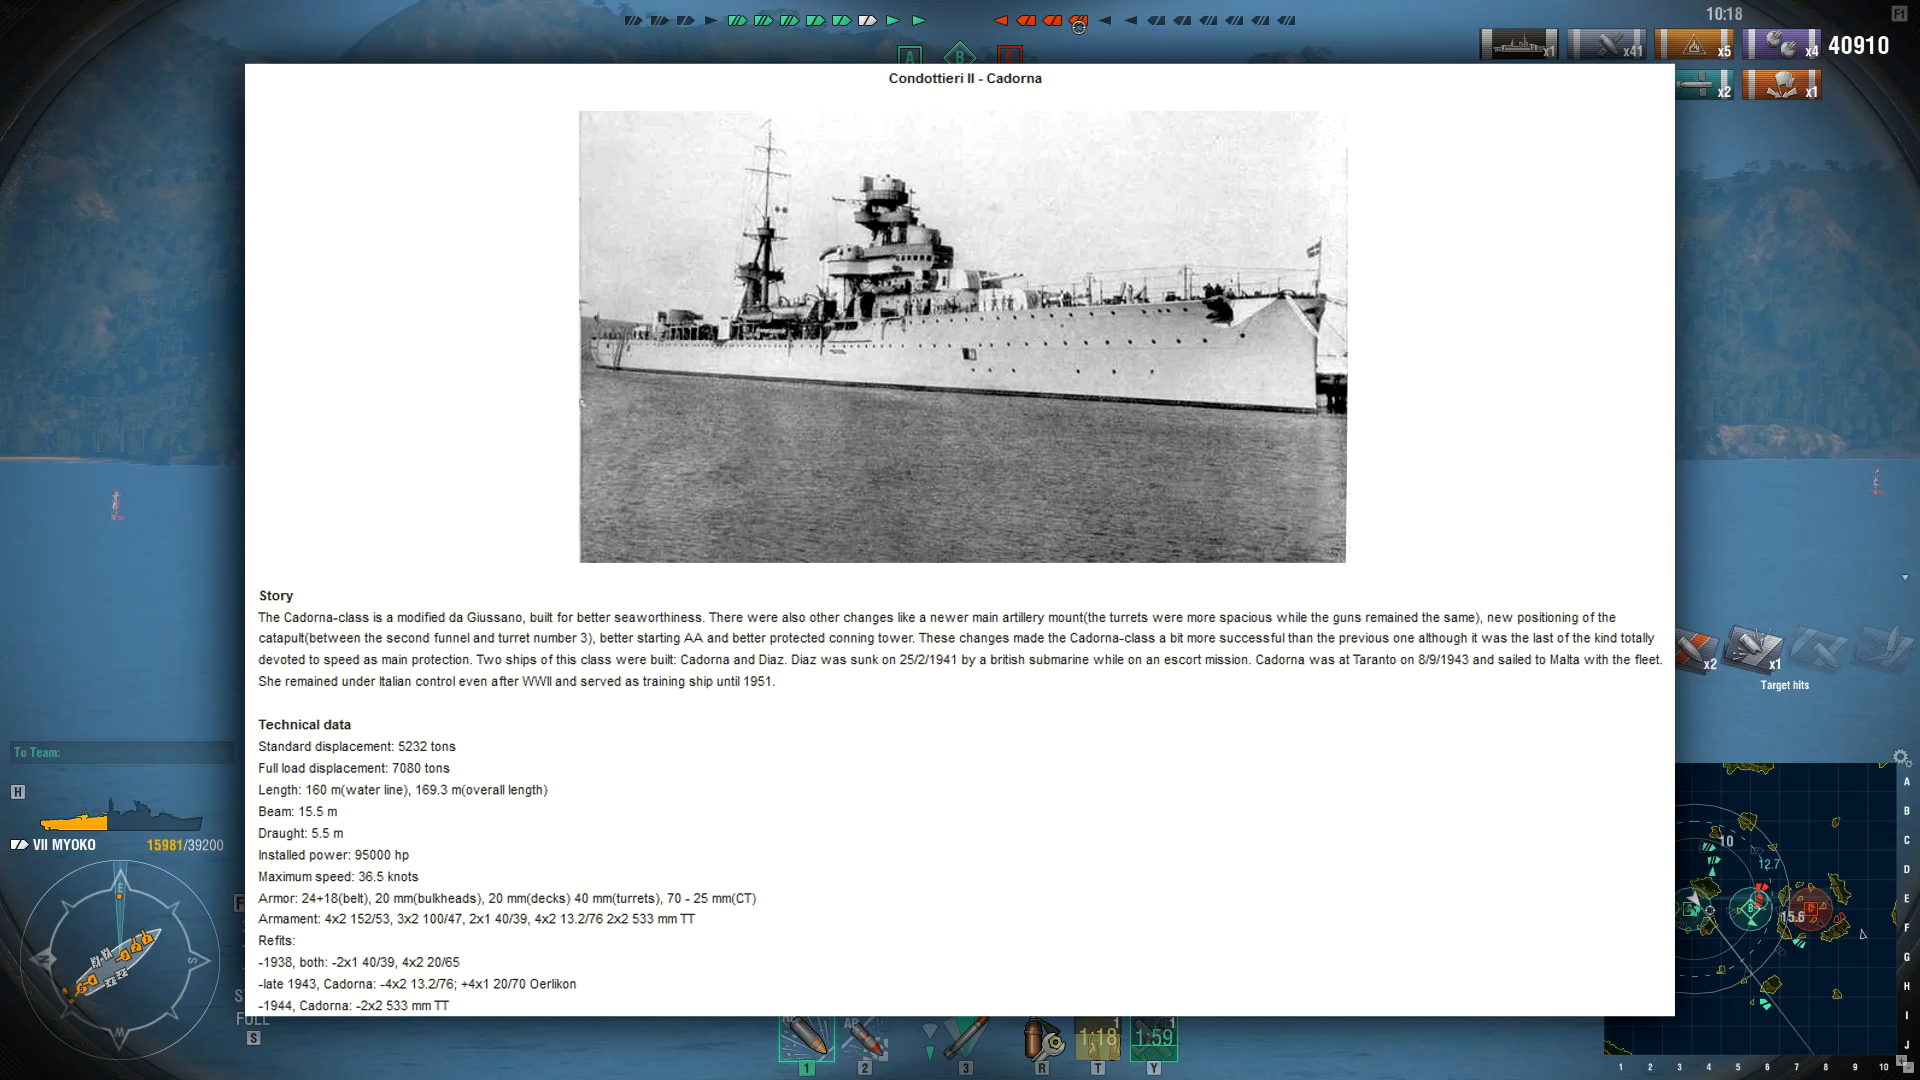 10:18
F1
A
B
x1
x41
x5
x4
40910
x2
x1
Condottieri II - Cadorna
Story
The Cadorna-class is a modified da Giussano, built for better seaworthiness. There were also other changes like a newer main artillery mount(the turrets were more spacious while the guns remained the same), new positioning of the
catapult(between the second funnel and turret number 3), better starting AA and better protected conning tower. These changes made the Cadorna-class a bit more successful than the previous one although it was the last of the kind totally
devoted to speed as main protection. Two ships of this class were built: Cadorna and Diaz. Diaz was sunk on 25/2/1941 by a british submarine while on an escort mission. Cadorna was at Taranto on 8/9/1943 and sailed to Malta with the fleet.
She remained under Italian control even after WWII and served as training ship until 1951.
x2
x1
Target hits
Technical data
Standard displacement: 5232 tons
Full load displacement: 7080 tons
Length: 160 m(water line), 169.3 m(overall length)
Beam: 15.5 m
Draught: 5.5 m
Installed power: 95000 hp
Maximum speed: 36.5 knots
Armor: 24+18(belt), 20 mm(bulkheads), 20 mm(decks) 40 mm(turrets), 70 - 25 mm(CT)
Armament: 4x2 152/53, 3x2 100/47, 2x1 40/39, 4x2 13.2/76 2x2 533 mm TT
Refits:
-1938, both: -2x1 40/39, 4x2 20/65
-late 1943, Cadorna: -4x2 13.2/76; +4x1 20/70 Oerlikon
-1944, Cadorna: -2x2 533 mm TT
To Team:
H
VII MYOKO
15981/39200
E
N
S
W
FULL
S
HE
AP
1
1
1:18
1:59
1
2
3
R
T
Y
10
12.7
15.6
A
B
C
A
B
C
D
E
F
G
H
I
J
1 2 3 4 5 6 7 8 9 10